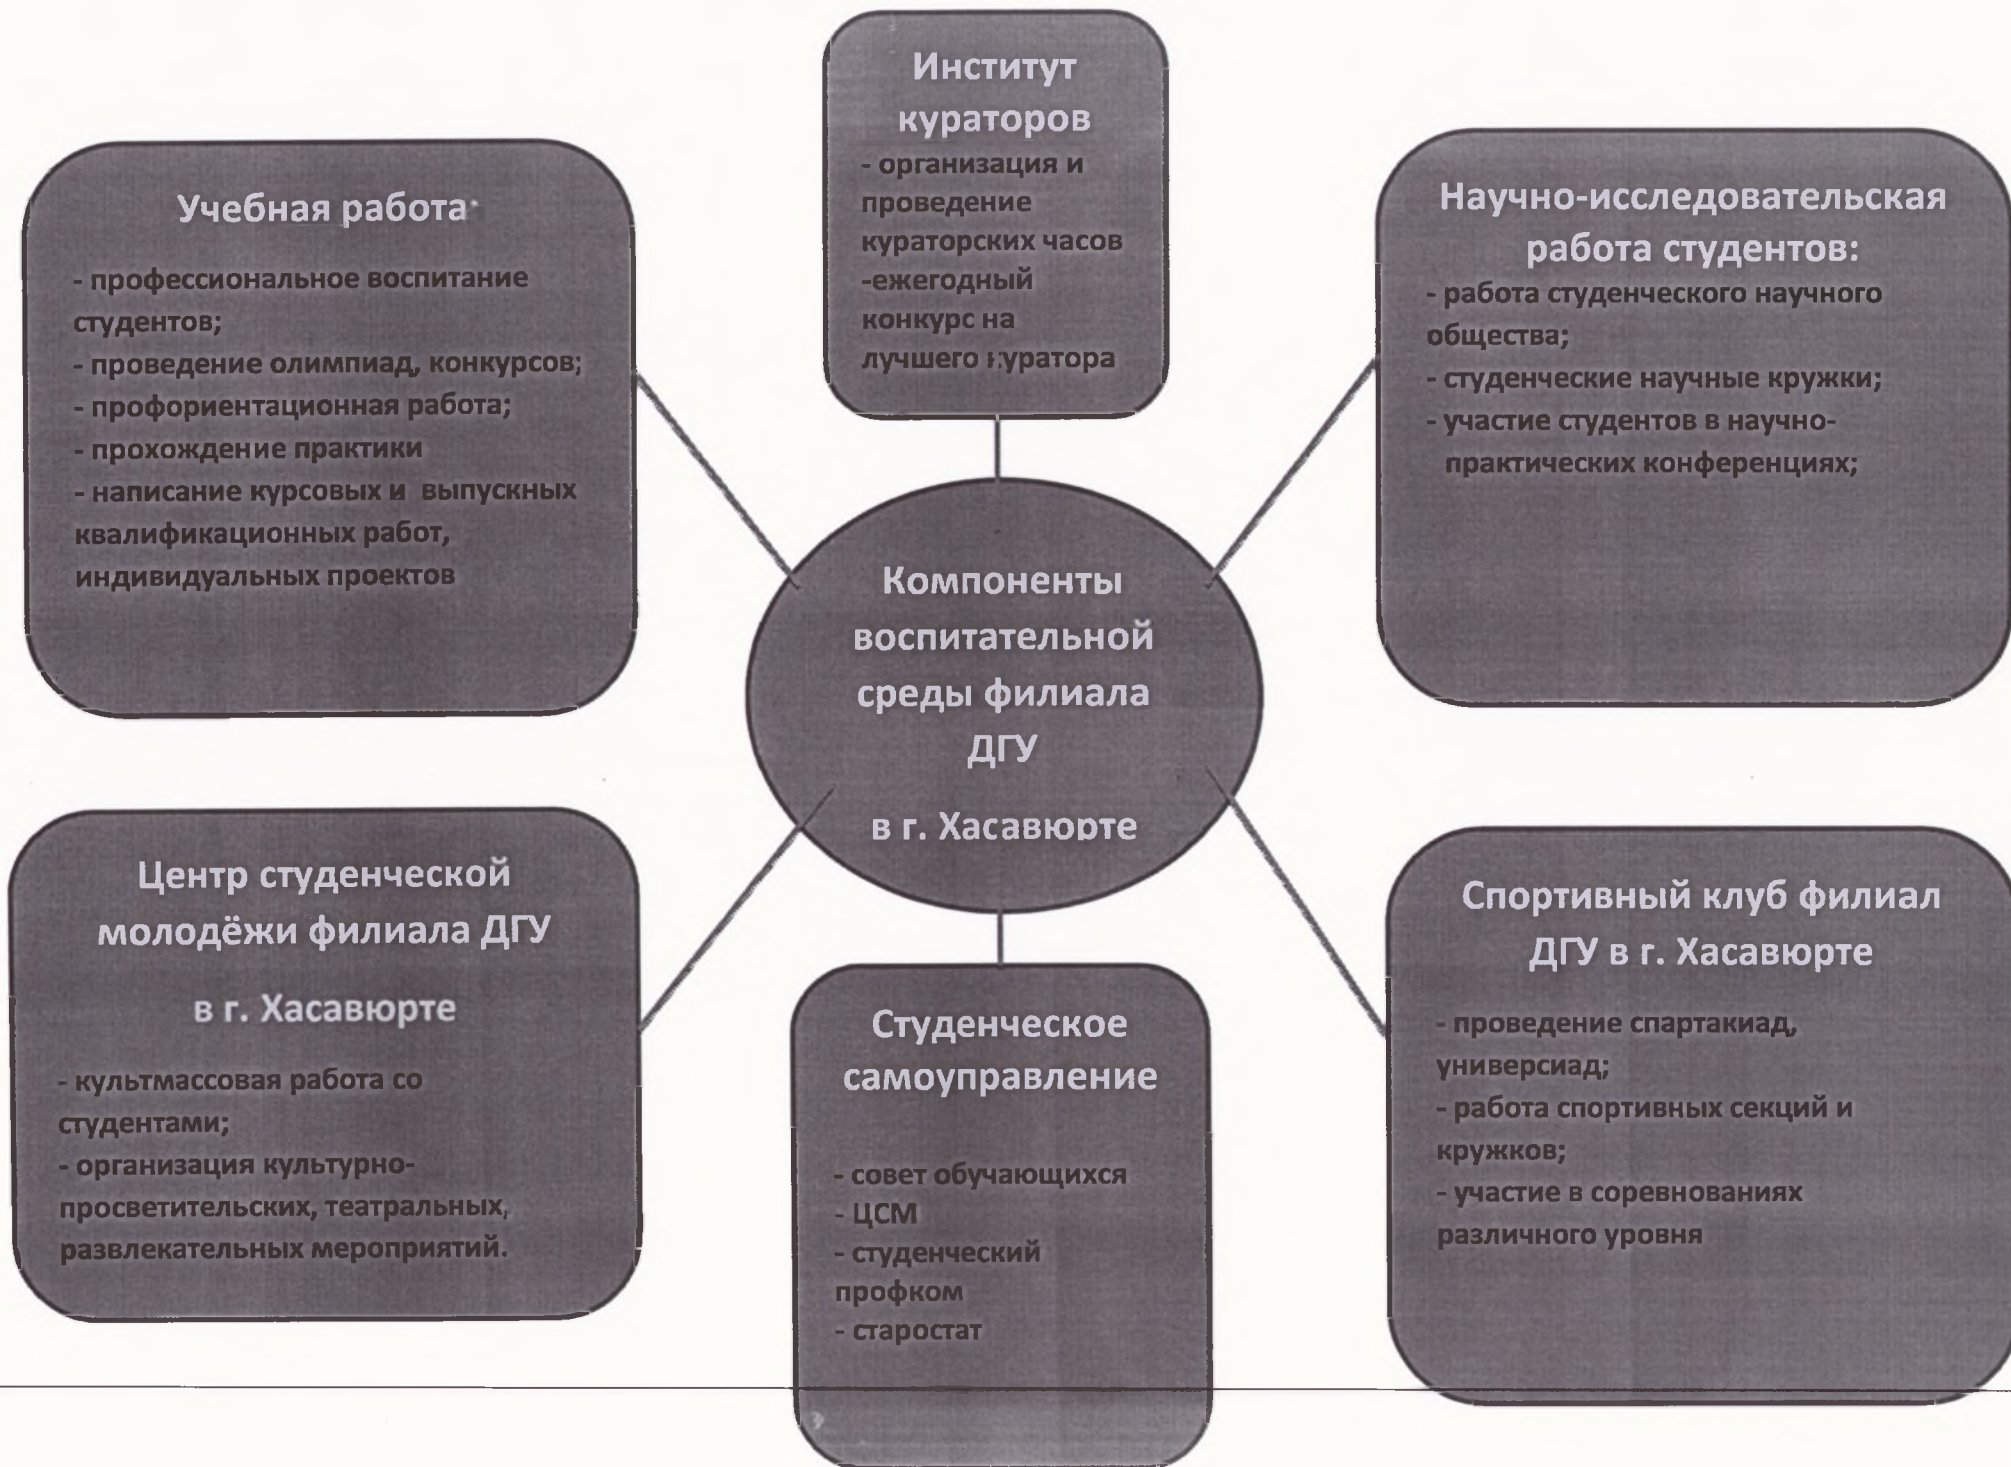 Институт
кураторов
- организация и
проведение
кураторских часов
-ежегодный
конкурс на
лучшего куратора
Учебная работа
- профессиональное воспитание
студентов;
- проведение олимпиад, конкурсов;
- профориентационная работа;
- прохождение практики
- написание курсовых и выпускных
квалификационных работ,
индивидуальных проектов
Научно-исследовательская
работа студентов:
- работа студенческого научного
общества;
- студенческие научные кружки;
- участие студентов в научно-
практических конференциях;
Компоненты
воспитательной
среды филиала
ДГУ
в г. Хасавюрте
Центр студенческой
молодёжи филиала ДГУ
в г. Хасавюрте
- культмассовая работа со
студентами;
- организация культурно-
просветительских, театральных,
развлекательных мероприятий.
Студенческое
самоуправление
- совет обучающихся
- ЦСМ
- студенческий
профком
- старостат
Спортивный клуб филиал
ДГУ в г. Хасавюрте
- проведение спартакиад,
универсиад;
- работа спортивных секций и
кружков;
- участие в соревнованиях
различного уровня